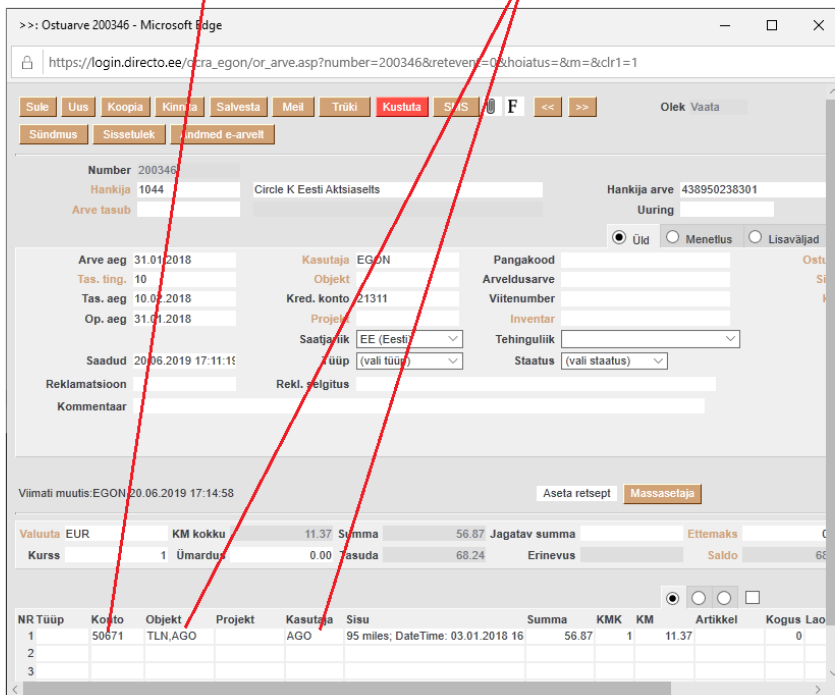 >>: Ostuarve 200346 - Microsoft Edge
https://login.directo.ee/ocra_egon/or_arve.asp?number=200346&retevent=0&hoiatus=&m=&clr1=1
Sule Uus Koopia Kinnita Salvesta Meil Trüki Kustuta SMS F << >> Olek Vaata
Sündmus Sissetulek Andmed e-arvelt
Number 200346
Hankija 1044 Circle K Eesti Aktsiaselts Hankija arve 438950238301
Arve tasub Uuring
Üld Menetlus Lisaväljad
Arve aeg 31.01.2018 Kasutaja EGON Pangakood Ostu
Tas. ting. 10 Objekt Arveldusarve Si
Tas. aeg 10.02.2018 Kred. konto 21311 Viitenumber
Op. aeg 31.01.2018 Projekt Inventar
Saatjariik EE (Eesti) Tehinguliik
Saadud 20.06.2019 17:11:19 Tüüp (vali tüüp) Staatus (vali staatus)
Reklamatsioon Rekl. selgitus
Kommentaar
Viimati muutis:EGON 20.06.2019 17:14:58 Aseta retsept Massasetaja
Valuuta EUR KM kokku 11.37 Summa 56.87 Jagatav summa Ettemaks 0
Kurss 1 Ümardus 0.00 Tasuda 68.24 Erinevus Saldo 68
NR Tüüp Konto Objekt Projekt Kasutaja Sisu Summa KMK KM Artikkel Kogus Lao
1 50671 TLN,AGO AGO 95 miles; DateTime: 03.01.2018 16 56.87 1 11.37 0
2
3